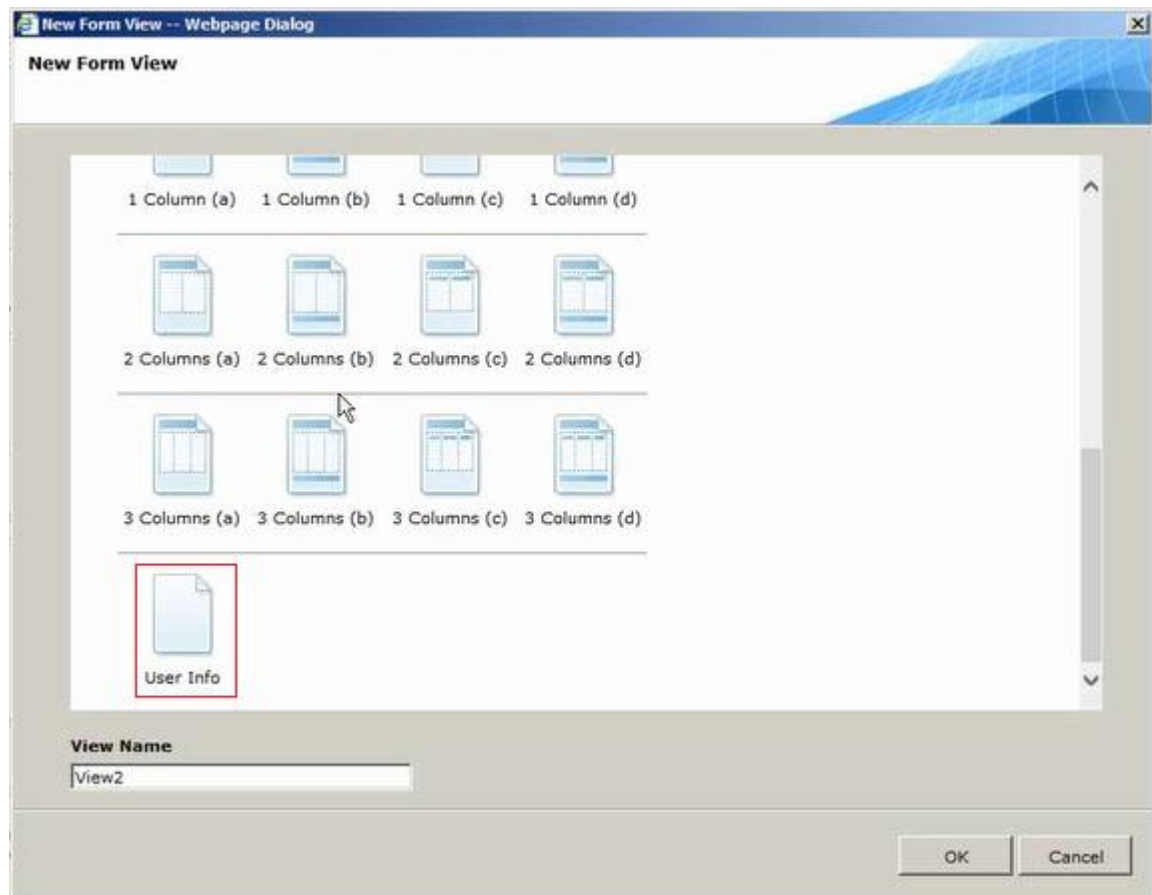 New Form View -- Webpage Dialog
New Form View
1 Column (a) 1 Column (b) 1 Column (c) 1 Column (d)
2 Columns (a) 2 Columns (b) 2 Columns (c) 2 Columns (d)
3 Columns (a) 3 Columns (b) 3 Columns (c) 3 Columns (d)
User Info
View Name
View2
OK Cancel